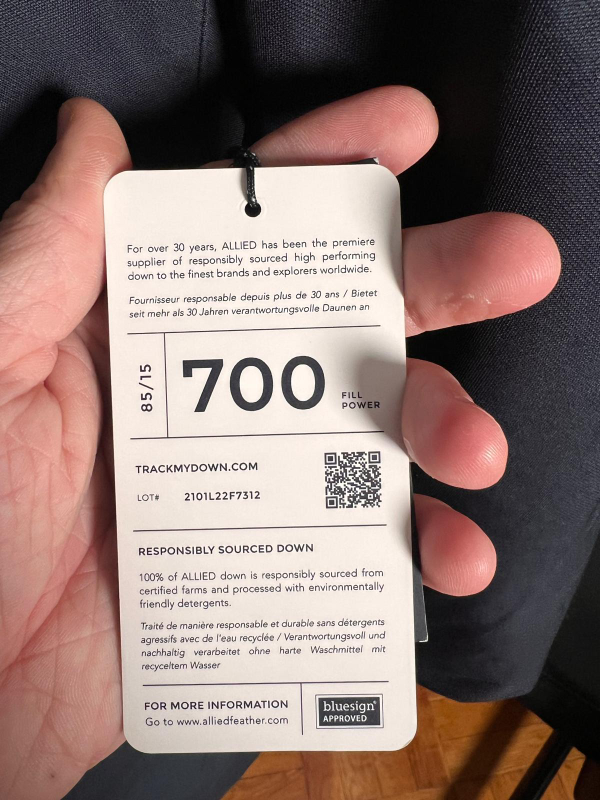 For over 30 years, ALLIED has been the premiere
supplier of responsibly sourced high performing
down to the finest brands and explorers worldwide.
Fournisseur responsable depuis plus de 30 ans / Bietet
seit mehr als 30 Jahren verantwortungsvolle Daunen an
85/15
700
FILL
POWER
TRACKMYDOWN.COM
LOT# 2101L22F7312
RESPONSIBLY SOURCED DOWN
100% of ALLIED down is responsibly sourced from
certified farms and processed with environmentally
friendly detergents.
Traité de manière responsable et durable sans détergents
agressifs avec de l'eau recyclée / Verantwortungsvoll und
nachhaltig verarbeitet ohne harte Waschmittel mit
recyceltem Wasser
FOR MORE INFORMATION
Go to www.alliedfeather.com
bluesign®
APPROVED